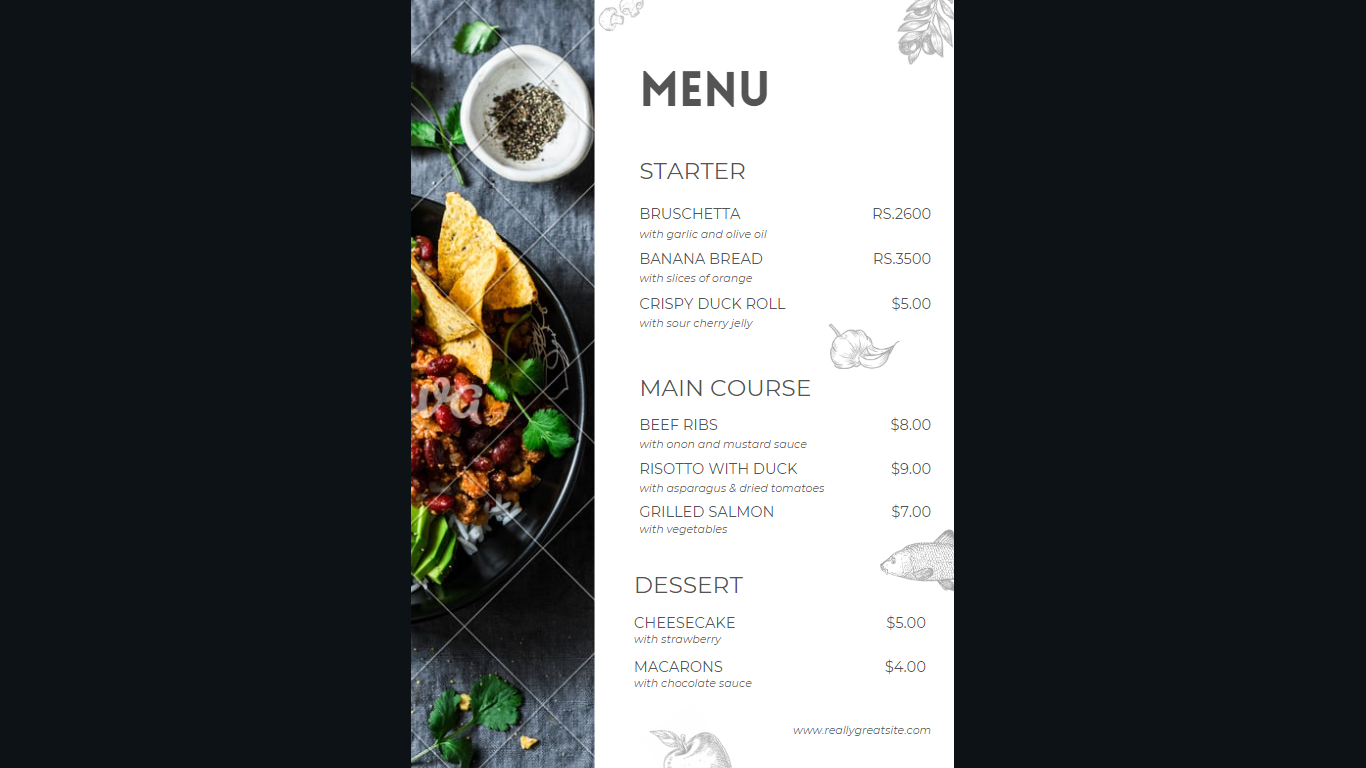 MENU
STARTER
BRUSCHETTA RS.2600
with garlic and olive oil
BANANA BREAD RS.3500
with slices of orange
CRISPY DUCK ROLL $5.00
with sour cherry jelly
MAIN COURSE
BEEF RIBS $8.00
with onon and mustard sauce
RISOTTO WITH DUCK $9.00
with asparagus & dried tomatoes
GRILLED SALMON $7.00
with vegetables
DESSERT
CHEESECAKE $5.00
with strawberry
MACARONS $4.00
with chocolate sauce
www.reallygreatsite.com